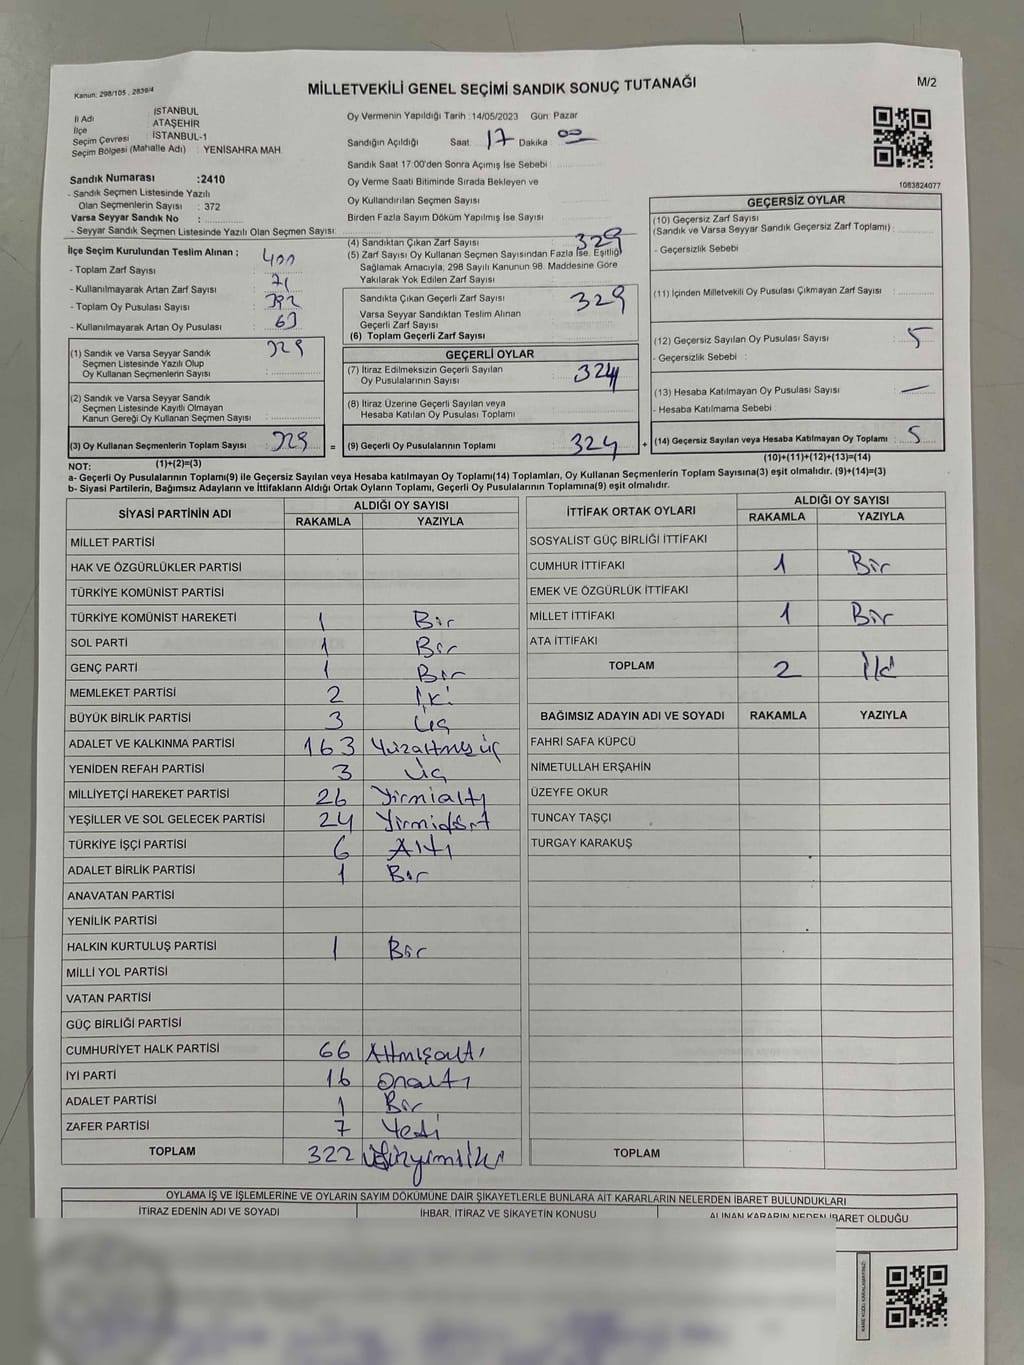 Kanun: 298/105 , 2839/4
MİLLETVEKİLİ GENEL SEÇİMİ SANDIK SONUÇ TUTANAĞI
M/2
İl Adı İSTANBUL
İlçe ATAŞEHİR
Seçim Çevresi İSTANBUL-1
Seçim Bölgesi (Mahalle Adı) : YENİSAHRA MAH
Sandık Numarası :2410
- Sandık Seçmen Listesinde Yazılı
Olan Seçmenlerin Sayısı : 372
Varsa Seyyar Sandık No :
- Seyyar Sandık Seçmen Listesinde Yazılı Olan Seçmen Sayısı:
Oy Vermenin Yapıldığı Tarih :14/05/2023 Gün: Pazar
Sandığın Açıldığı Saat: 17 Dakika: 00
Sandık Saat 17:00'den Sonra Açımış İse Sebebi :
Oy Verme Saati Bitiminde Sırada Bekleyen ve
Oy Kullandırılan Seçmen Sayısı :
Birden Fazla Sayım Döküm Yapılmış İse Sayısı :
1083824077
İlçe Seçim Kurulundan Teslim Alınan ;
- Toplam Zarf Sayısı : 400
- Kullanılmayarak Artan Zarf Sayısı : 71
- Toplam Oy Pusulası Sayısı : 392
- Kullanılmayarak Artan Oy Pusulası : 63
(4) Sandıktan Çıkan Zarf Sayısı : 329
(5) Zarf Sayısı Oy Kullanan Seçmen Sayısından Fazla İse, Eşitliği
Sağlamak Amacıyla, 298 Sayılı Kanunun 98. Maddesine Göre
Yakılarak Yok Edilen Zarf Sayısı :
Sandıkta Çıkan Geçerli Zarf Sayısı : 329
Varsa Seyyar Sandıktan Teslim Alınan
Geçerli Zarf Sayısı :
(6) Toplam Geçerli Zarf Sayısı :
GEÇERSİZ OYLAR
(10) Geçersiz Zarf Sayısı
(Sandık ve Varsa Seyyar Sandık Geçersiz Zarf Toplamı) :
- Geçersizlik Sebebi :
(11) İçinden Milletvekili Oy Pusulası Çıkmayan Zarf Sayısı :
(12) Geçersiz Sayılan Oy Pusulası Sayısı : 5
- Geçersizlik Sebebi :
(13) Hesaba Katılmayan Oy Pusulası Sayısı : —
- Hesaba Katılmama Sebebi :
(14) Geçersiz Sayılan veya Hesaba Katılmayan Oy Toplamı : 5
(10)+(11)+(12)+(13)=(14)
(1) Sandık ve Varsa Seyyar Sandık 329
Seçmen Listesinde Yazılı Olup
Oy Kullanan Seçmenlerin Sayısı :
(2) Sandık ve Varsa Seyyar Sandık
Seçmen Listesinde Kayıtlı Olmayan
Kanun Gereği Oy Kullanan Seçmen Sayısı :
(3) Oy Kullanan Seçmenlerin Toplam Sayısı : 329 =
(1)+(2)=(3)
GEÇERLİ OYLAR
(7) İtiraz Edilmeksizin Geçerli Sayılan
Oy Pusulalarının Sayısı : 324
(8) İtiraz Üzerine Geçerli Sayılan veya
Hesaba Katılan Oy Pusulası Toplamı :
(9) Geçerli Oy Pusulalarının Toplamı : 324 +
NOT:
a- Geçerli Oy Pusulalarının Toplamı(9) ile Geçersiz Sayılan veya Hesaba katılmayan Oy Toplamı(14) Toplamları, Oy Kullanan Seçmenlerin Toplam Sayısına(3) eşit olmalıdır. (9)+(14)=(3)
b- Siyasi Partilerin, Bağımsız Adayların ve İttifakların Aldığı Ortak Oyların Toplamı, Geçerli Oy Pusulalarının Toplamına(9) eşit olmalıdır.
SİYASİ PARTİNİN ADI ALDIĞI OY SAYISI
RAKAMLA YAZIYLA
MİLLET PARTİSİ
HAK VE ÖZGÜRLÜKLER PARTİSİ
TÜRKİYE KOMÜNİST PARTİSİ
TÜRKİYE KOMÜNİST HAREKETİ 1 Bir
SOL PARTİ 1 Bir
GENÇ PARTİ 1 Bir
MEMLEKET PARTİSİ 2 iki
BÜYÜK BİRLİK PARTİSİ 3 üç
ADALET VE KALKINMA PARTİSİ 163 Yüzaltmış üç
YENİDEN REFAH PARTİSİ 3 üç
MİLLİYETÇİ HAREKET PARTİSİ 26 Yirmialtı
YEŞİLLER VE SOL GELECEK PARTİSİ 24 Yirmidört
TÜRKİYE İŞÇİ PARTİSİ 6 Altı
ADALET BİRLİK PARTİSİ 1 Bir
ANAVATAN PARTİSİ
YENİLİK PARTİSİ
HALKIN KURTULUŞ PARTİSİ 1 Bir
MİLLİ YOL PARTİSİ
VATAN PARTİSİ
GÜÇ BİRLİĞİ PARTİSİ
CUMHURİYET HALK PARTİSİ 66 Altmışaltı
İYİ PARTİ 16 Onaltı
ADALET PARTİSİ 1 Bir
ZAFER PARTİSİ 7 Yedi
TOPLAM 322
İTTİFAK ORTAK OYLARI ALDIĞI OY SAYISI
RAKAMLA YAZIYLA
SOSYALİST GÜÇ BİRLİĞİ İTTİFAKI
CUMHUR İTTİFAKI 1 Bir
EMEK VE ÖZGÜRLÜK İTTİFAKI
MİLLET İTTİFAKI 1 Bir
ATA İTTİFAKI
TOPLAM 2 iki
BAĞIMSIZ ADAYIN ADI VE SOYADI RAKAMLA YAZIYLA
FAHRİ SAFA KÜPCÜ
NİMETULLAH ERŞAHİN
ÜZEYFE OKUR
TUNCAY TAŞÇI
TURGAY KARAKUŞ
TOPLAM
OYLAMA İŞ VE İŞLEMLERİNE VE OYLARIN SAYIM DÖKÜMÜNE DAİR ŞİKAYETLERLE BUNLARA AİT KARARLARIN NELERDEN İBARET BULUNDUKLARI
İTİRAZ EDENİN ADI VE SOYADI İHBAR, İTİRAZ VE ŞİKAYETİN KONUSU ALINAN KARARIN NEDEN İBARET OLDUĞU